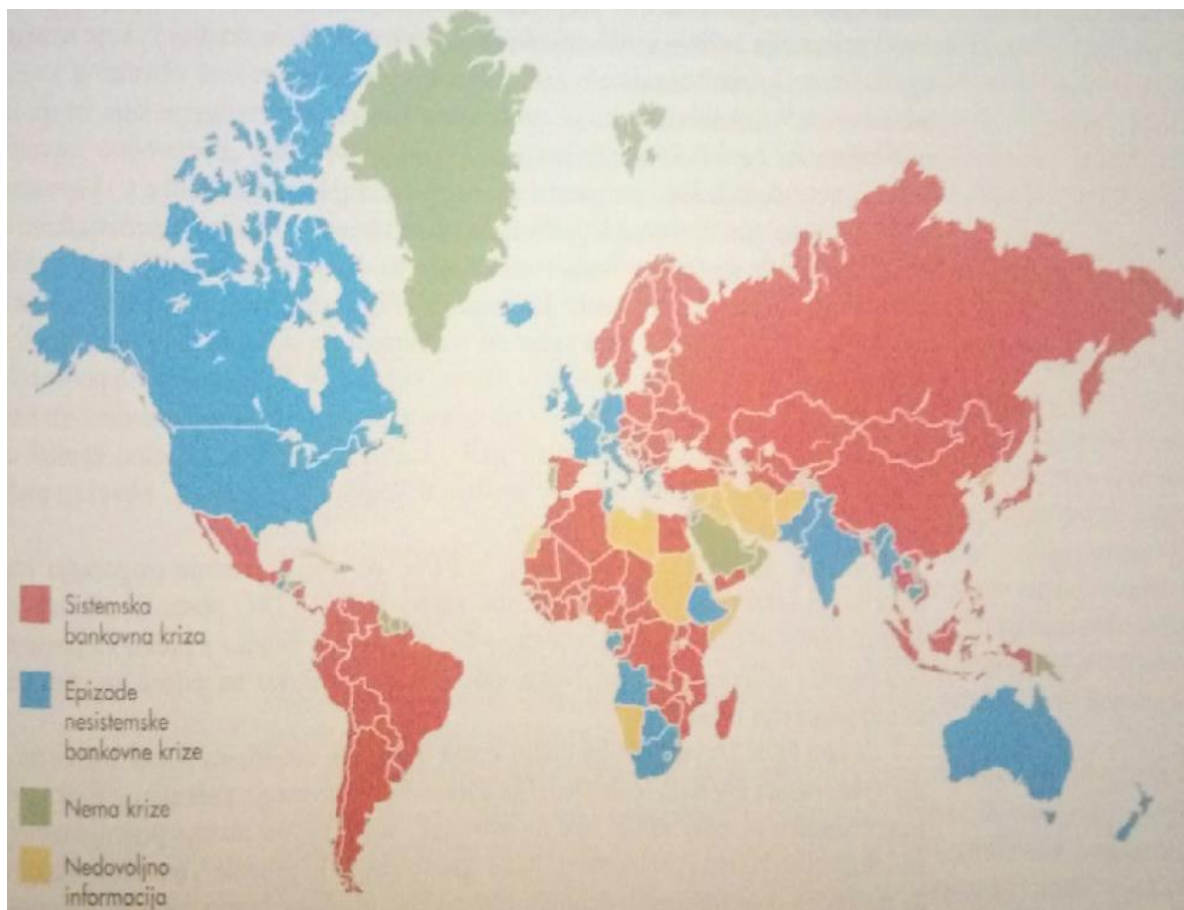 Sistemska
bankovna kriza
Epizode
nesistemske
bankovne krize
Nema krize
Nedovoljno
informacija